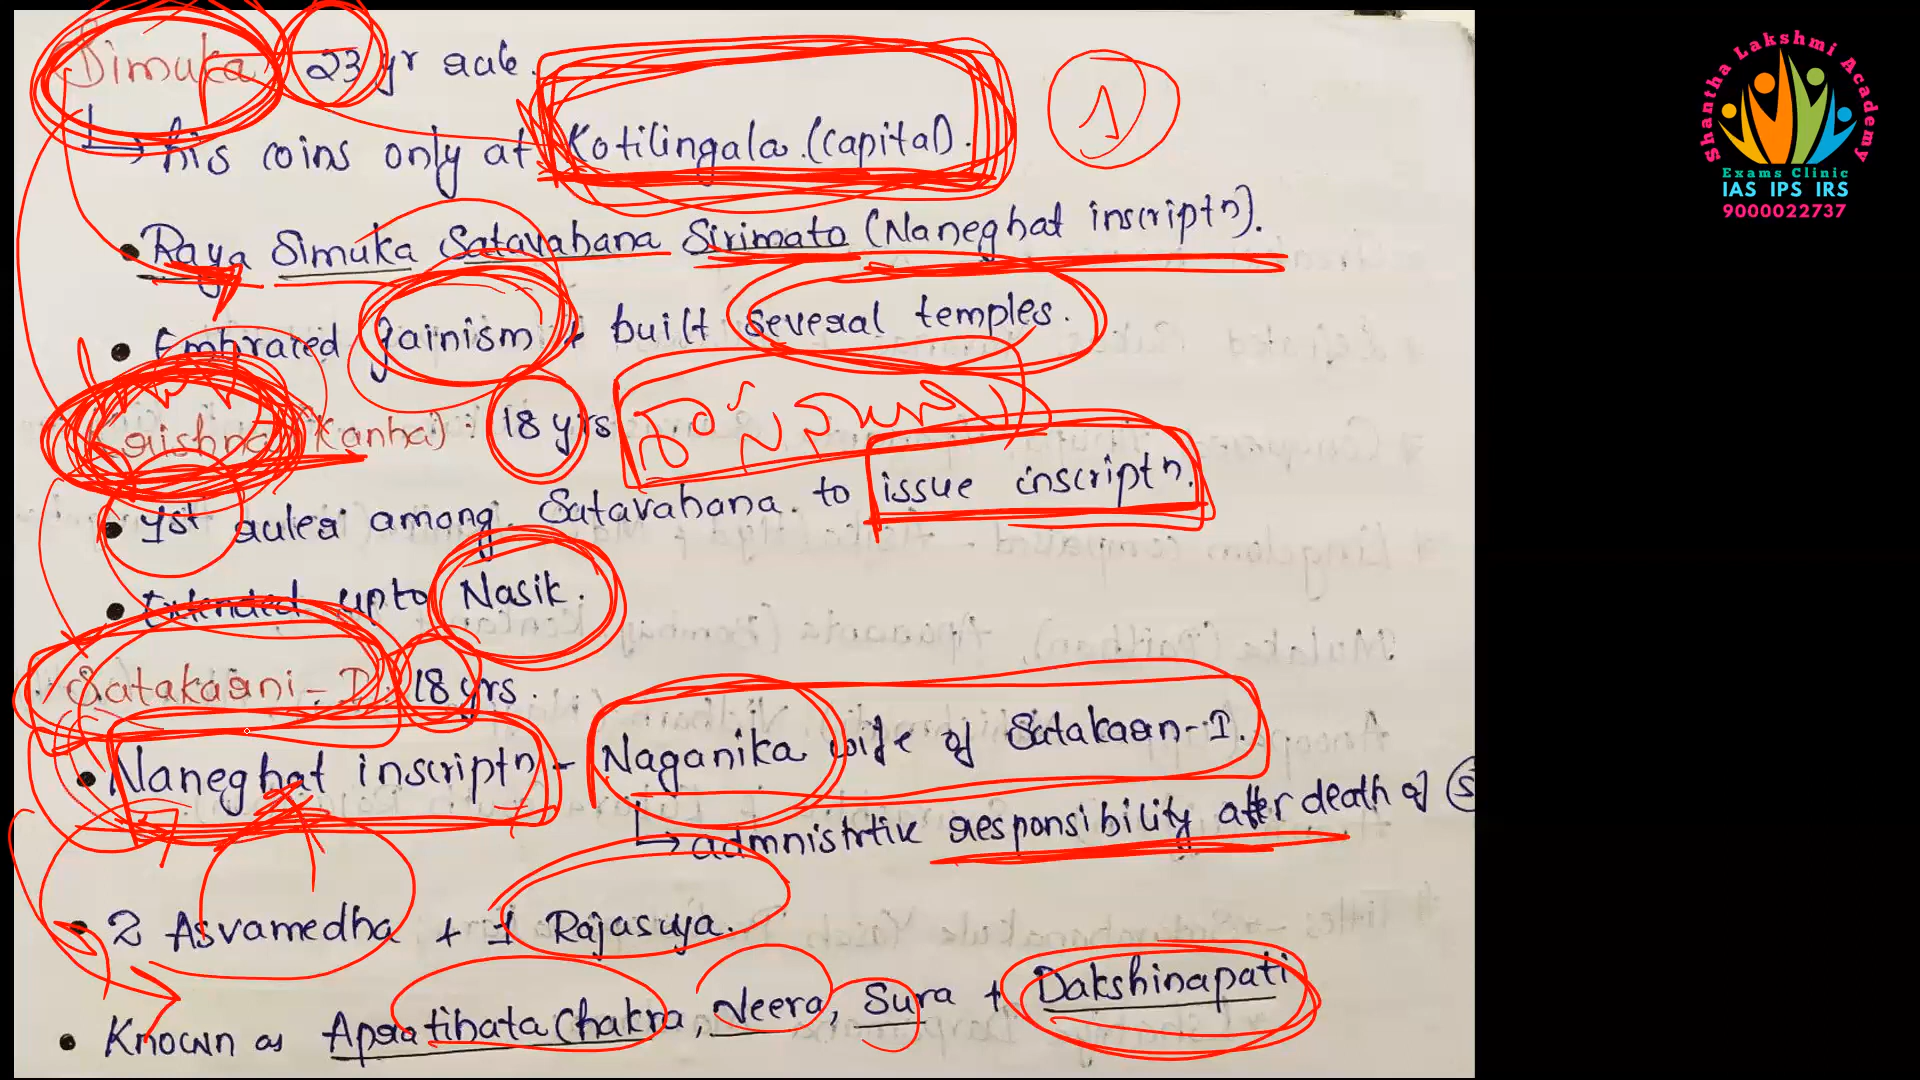 Simuka 23 yr rule.
↳ his coins only at Kotilingala. (capital).
1
• Raya Simuka Satavahana Sirimato (Naneghat inscriptn).
• Embraced Jainism + built several temples.
Krishna (Kanha) : 18 yrs
• 1st ruler among Satavahana to issue inscriptn.
• Extended upto Nasik.
Satakarni - I. 18 yrs.
• Naneghat inscriptn - Naganika wife of Satakarn-I.
↳ admnistrtive responsibility after death of S
• 2 Asvamedha + 1 Rajasuya.
• Known as Apratihata Chakra, Veera, Sura + Dakshinapati
Shantha Lakshmi Academy
Exams Clinic
IAS IPS IRS
9000022737